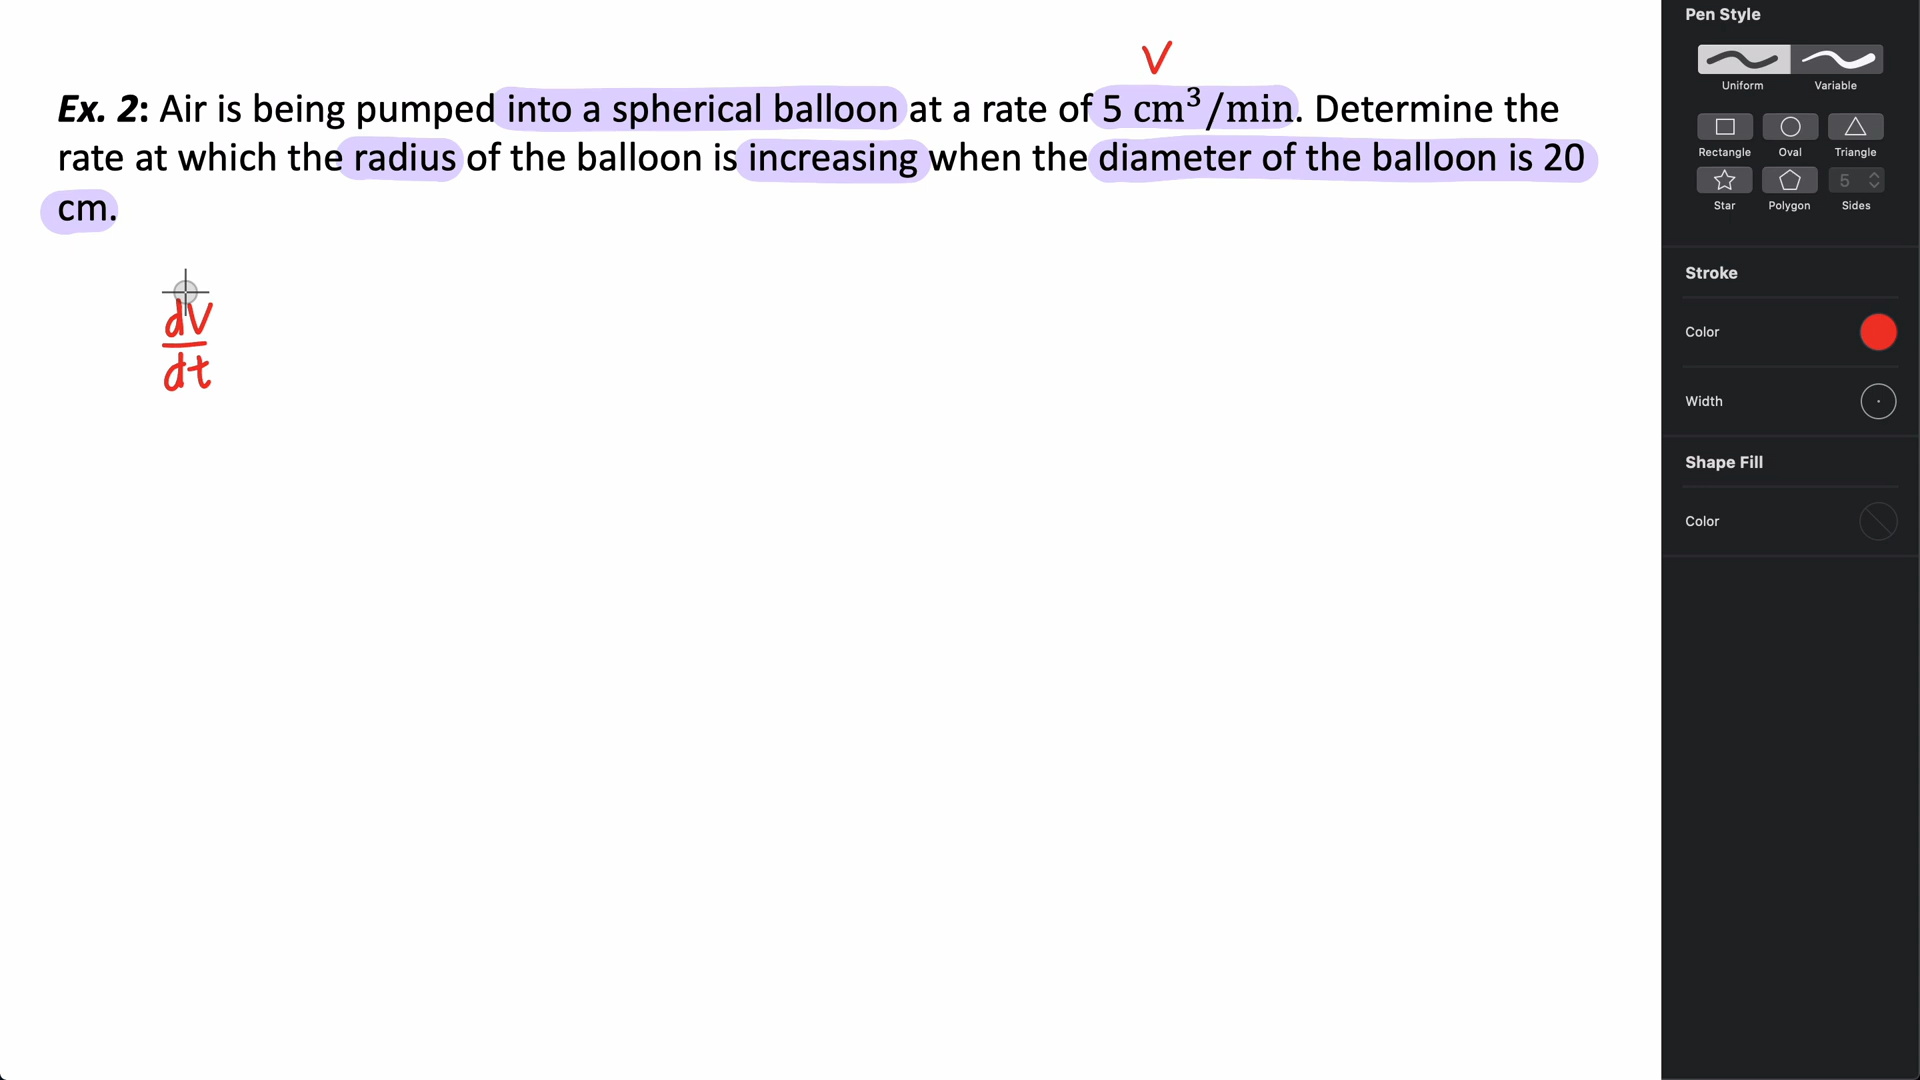 V
Ex. 2: Air is being pumped into a spherical balloon at a rate of 5 cm³/min. Determine the
rate at which the radius of the balloon is increasing when the diameter of the balloon is 20
cm.
dV
dt
Pen Style
Uniform Variable
Rectangle Oval Triangle
5
Star Polygon Sides
Stroke
Color
Width
Shape Fill
Color